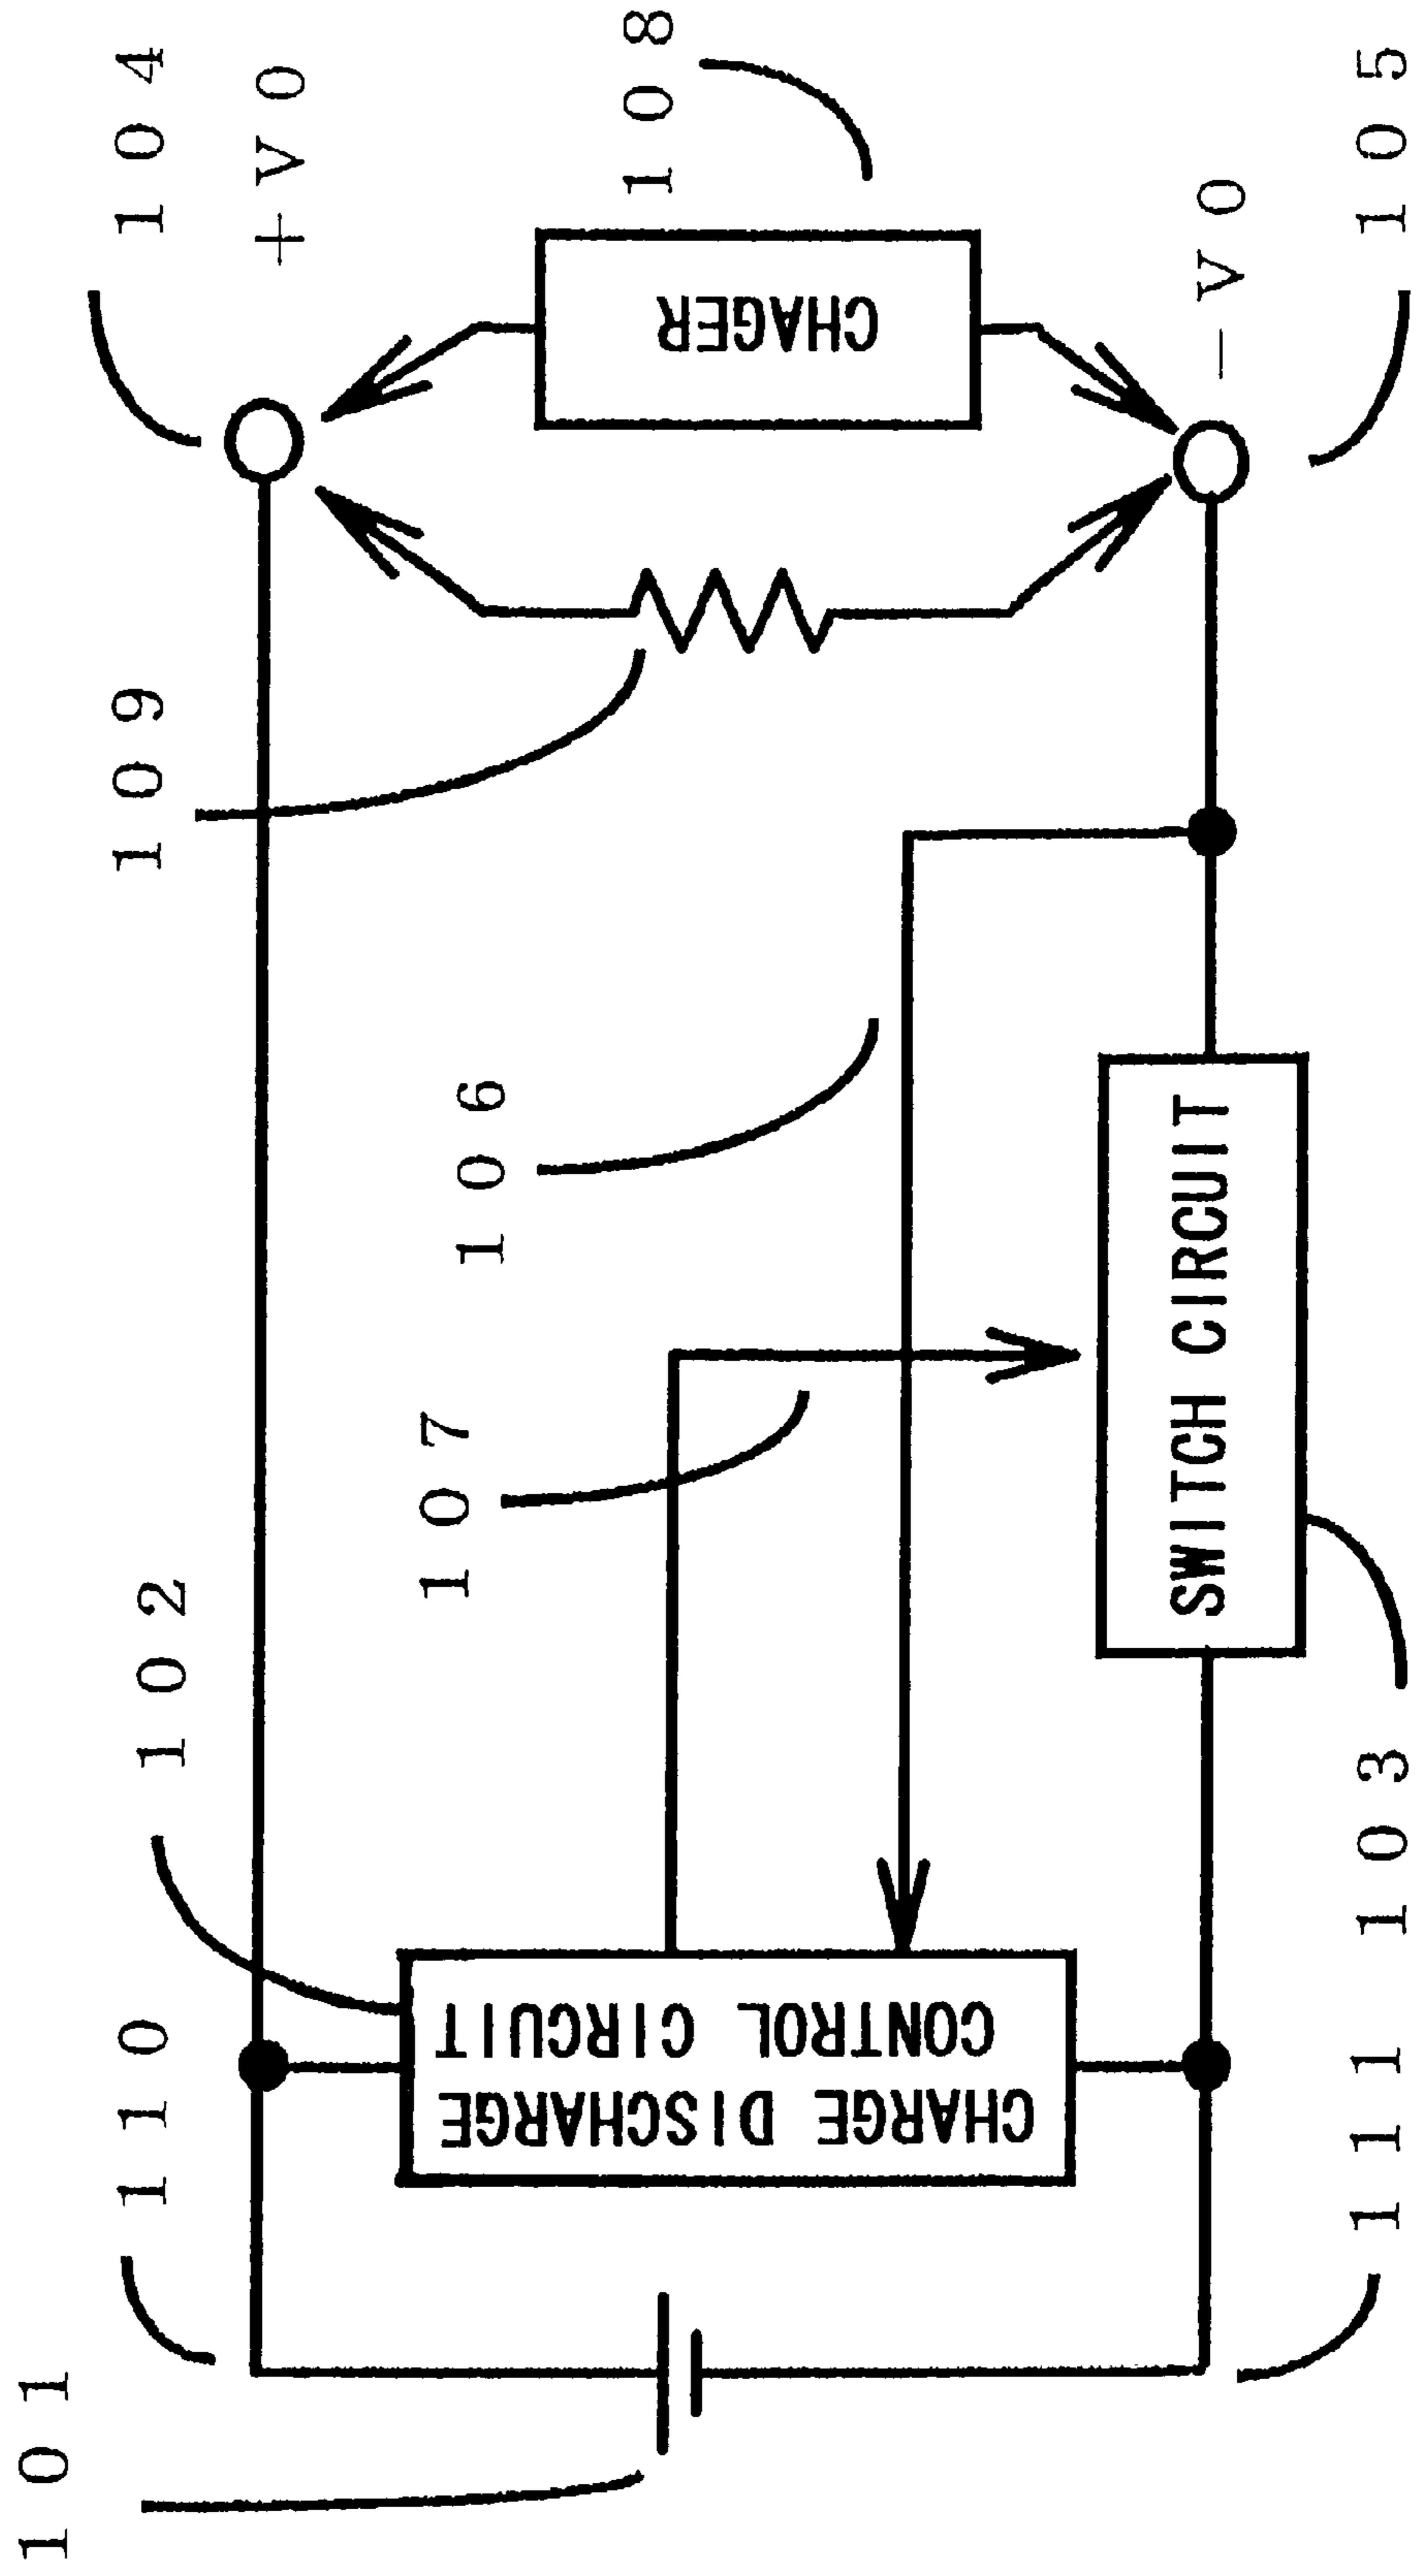 101
110
102
109
104
+V0
107
106
108
CHARGE DISCHARGE
CONTROL CIRCUIT
CHAGER
SWITCH CIRCUIT
-V0
111
103
105